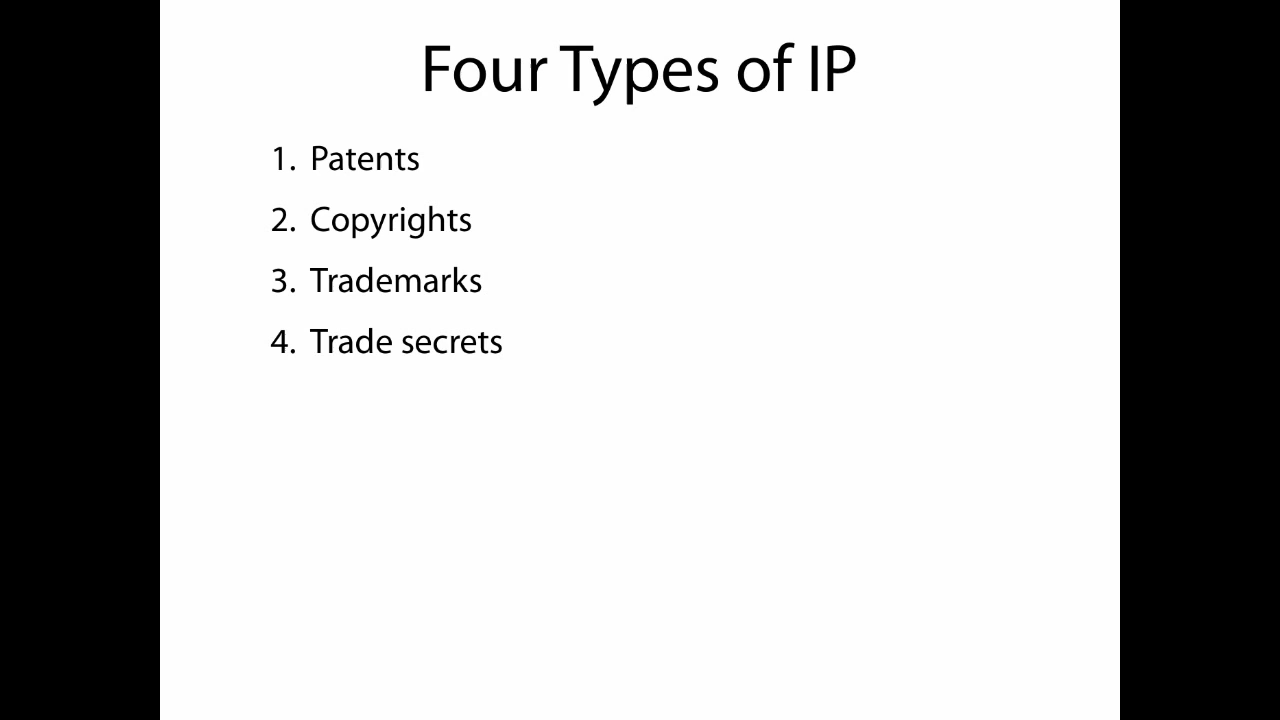 Four Types of IP
1. Patents
2. Copyrights
3. Trademarks
4. Trade secrets